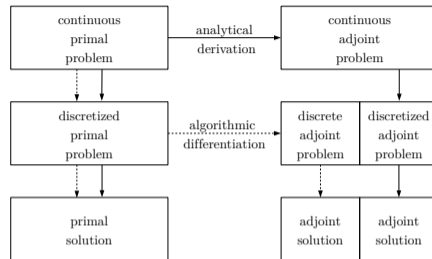 continuous
primal
problem
analytical
derivation
continuous
adjoint
problem
discretized
primal
problem
algorithmic
differentiation
discrete
adjoint
problem
discretized
adjoint
problem
primal
solution
adjoint
solution
adjoint
solution